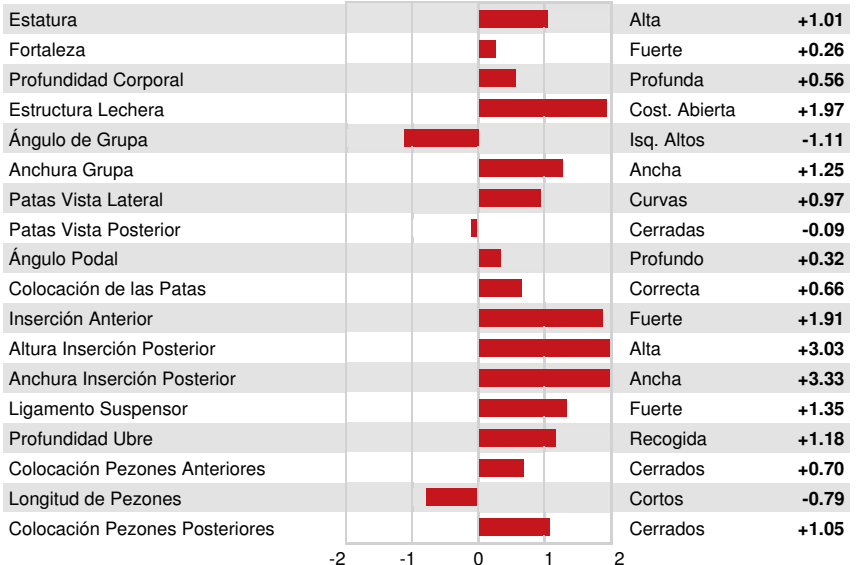 Estatura Alta +1.01
Fortaleza Fuerte +0.26
Profundidad Corporal Profunda +0.56
Estructura Lechera Cost. Abierta +1.97
Ángulo de Grupa Isq. Altos -1.11
Anchura Grupa Ancha +1.25
Patas Vista Lateral Curvas +0.97
Patas Vista Posterior Cerradas -0.09
Ángulo Podal Profundo +0.32
Colocación de las Patas Correcta +0.66
Inserción Anterior Fuerte +1.91
Altura Inserción Posterior Alta +3.03
Anchura Inserción Posterior Ancha +3.33
Ligamento Suspensor Fuerte +1.35
Profundidad Ubre Recogida +1.18
Colocación Pezones Anteriores Cerrados +0.70
Longitud de Pezones Cortos -0.79
Colocación Pezones Posteriores Cerrados +1.05
-2 -1 0 1 2